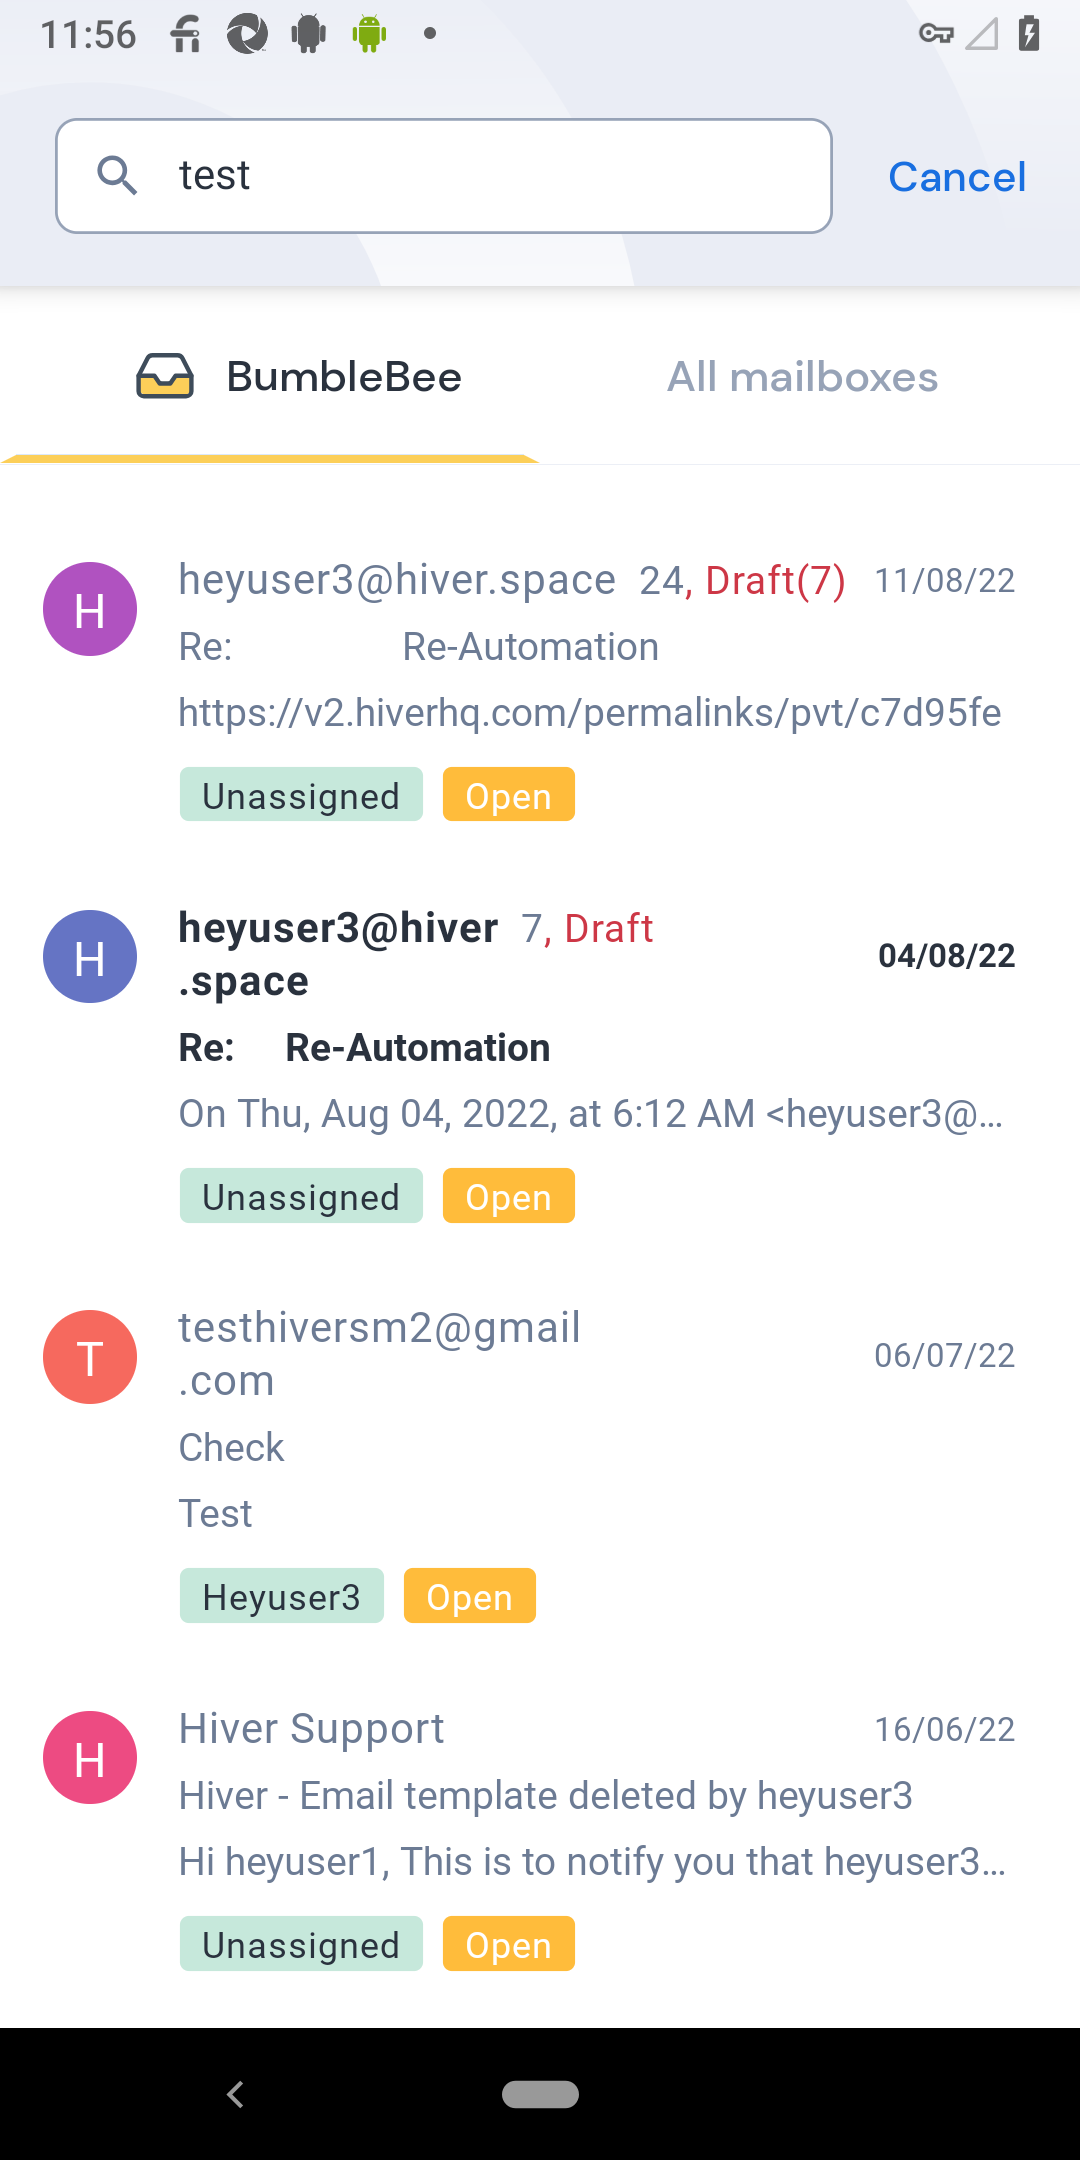 11:56
test
Cancel
BumbleBee
All mailboxes
H
heyuser3@hiver.space 24, Draft(7) 11/08/22
Re: Re-Automation
https://v2.hiverhq.com/permalinks/pvt/c7d95fe
Unassigned Open
H
heyuser3@hiver 7, Draft
.space
04/08/22
Re: Re-Automation
On Thu, Aug 04, 2022, at 6:12 AM <heyuser3@...
Unassigned Open
T
testhiversm2@gmail
.com
06/07/22
Check
Test
Heyuser3 Open
H
Hiver Support 16/06/22
Hiver - Email template deleted by heyuser3
Hi heyuser1, This is to notify you that heyuser3...
Unassigned Open